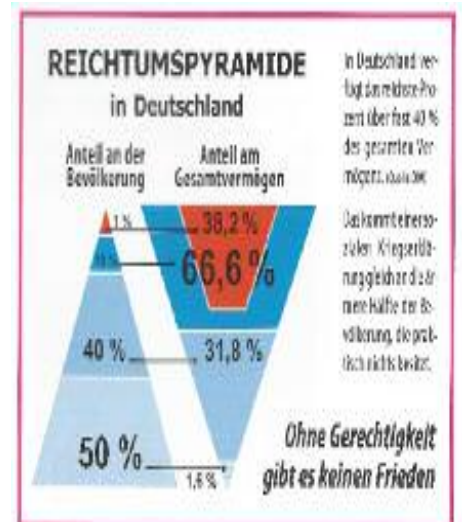 REICHTUMSPYRAMIDE
in Deutschland
Anteil an der
Bevölkerung
Anteil am
Gesamtvermögen
1 %
38,2 %
66,6 %
40 %
31,8 %
50 %
1,6 %
In Deutschland ver-
fügt das reichste Pro-
zent über fast 40 %
des gesamten Ver-
mögens.
Das kommt einer so-
zialen Kriegserklä-
rung gleich an die är-
mere Hälfte der Be-
völkerung, die prak-
tisch nichts besitzt.
Ohne Gerechtigkeit
gibt es keinen Frieden